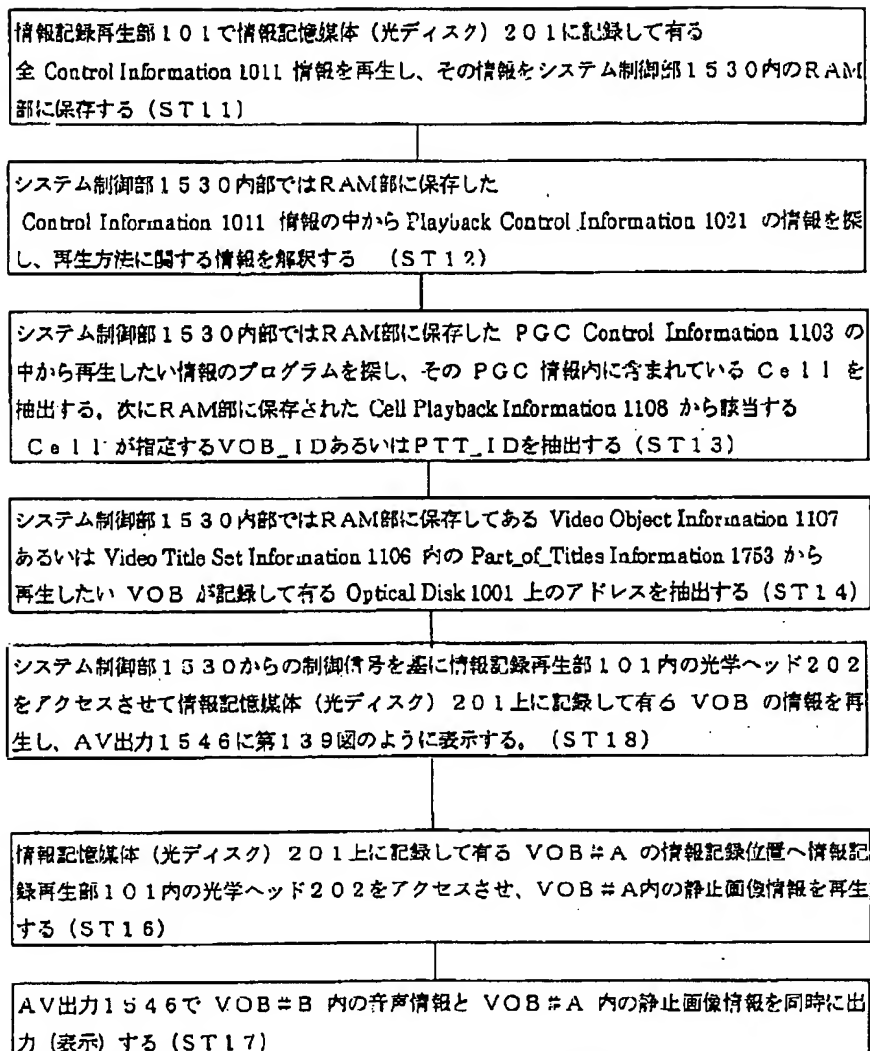 情報記録再生部101で情報記憶媒体（光ディスク）201に記録して有る
全 Control Information 1011 情報を再生し、その情報をシステム制御部1530内のRAM
部に保存する（ST11）
システム制御部1530内部ではRAM部に保存した
Control Information 1011 情報の中から Playback Control Information 1021 の情報を探
し、再生方法に関する情報を解釈する （ST12）
システム制御部1530内部ではRAM部に保存した PGC Control Information 1103 の
中から再生したい情報のプログラムを探し、その PGC 情報内に含まれている Cell を
抽出する。次にRAM部に保存された Cell Playback Information 1108 から該当する
Cell が指定するVOB_IDあるいはPTT_IDを抽出する（ST13）
システム制御部1530内部ではRAM部に保存してある Video Object Information 1107
あるいは Video Title Set Information 1106 内の Part_of_Titles Information 1753 から
再生したい VOB が記録して有る Optical Disk 1001 上のアドレスを抽出する（ST14）
システム制御部1530からの制御信号を基に情報記録再生部101内の光学ヘッド202
をアクセスさせて情報記憶媒体（光ディスク）201上に記録して有る VOB の情報を再
生し、AV出力1546に第139図のように表示する。（ST18）
情報記憶媒体（光ディスク）201上に記録して有る VOB#A の情報記録位置へ情報記
録再生部101内の光学ヘッド202をアクセスさせ、VOB#A内の静止画像情報を再生
する（ST16）
AV出力1546で VOB#B 内の音声情報と VOB#A 内の静止画像情報を同時に出
力（表示）する（ST17）